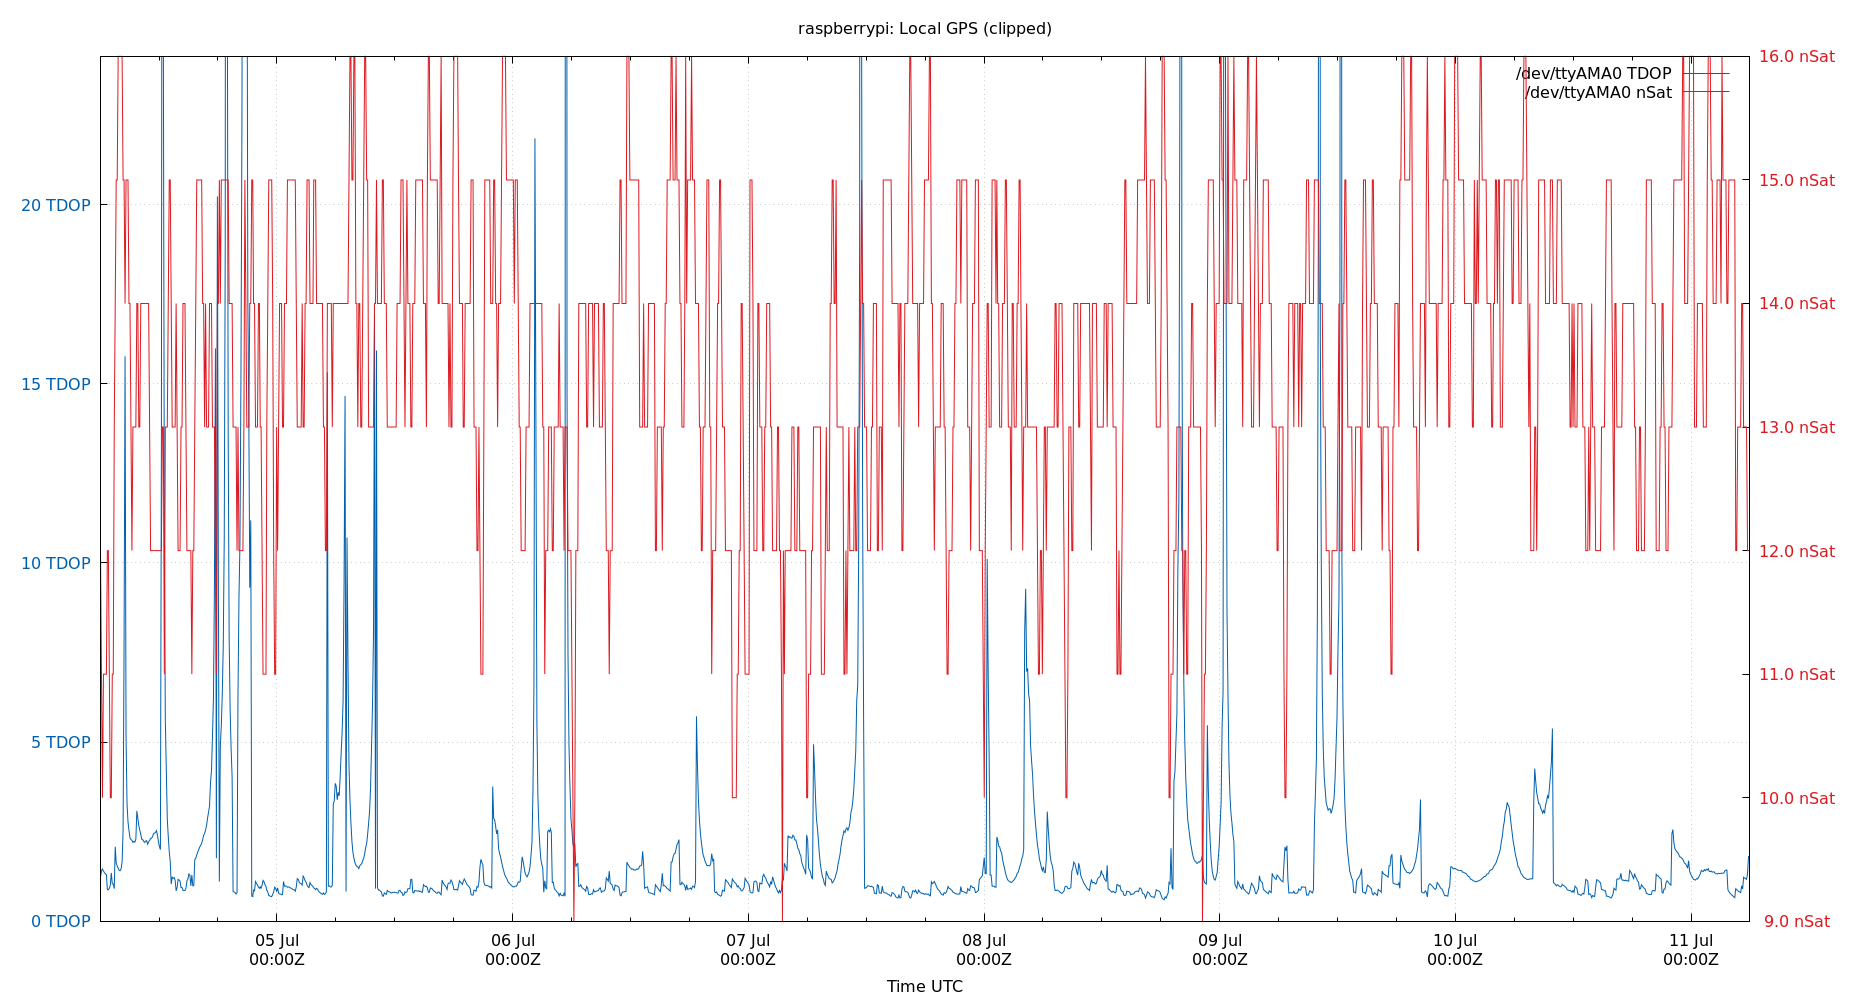 raspberrypi: Local GPS (clipped)
/dev/ttyAMA0 TDOP
/dev/ttyAMA0 nSat
20 TDOP
15 TDOP
10 TDOP
5 TDOP
0 TDOP
16.0 nSat
15.0 nSat
14.0 nSat
13.0 nSat
12.0 nSat
11.0 nSat
10.0 nSat
9.0 nSat
05 Jul
00:00Z
06 Jul
00:00Z
07 Jul
00:00Z
08 Jul
00:00Z
09 Jul
00:00Z
10 Jul
00:00Z
11 Jul
00:00Z
Time UTC